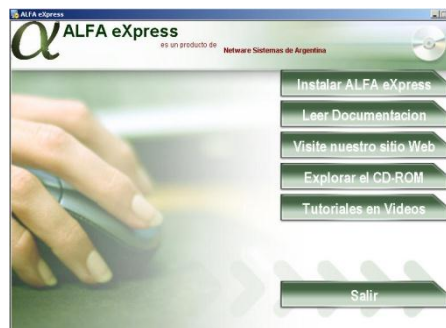 ALFA eXpress
α ALFA eXpress
es un producto de Netware Sistemas de Argentina
Instalar ALFA eXpress
Leer Documentacion
Visite nuestro sitio Web
Explorar el CD-ROM
Tutoriales en Videos
Salir